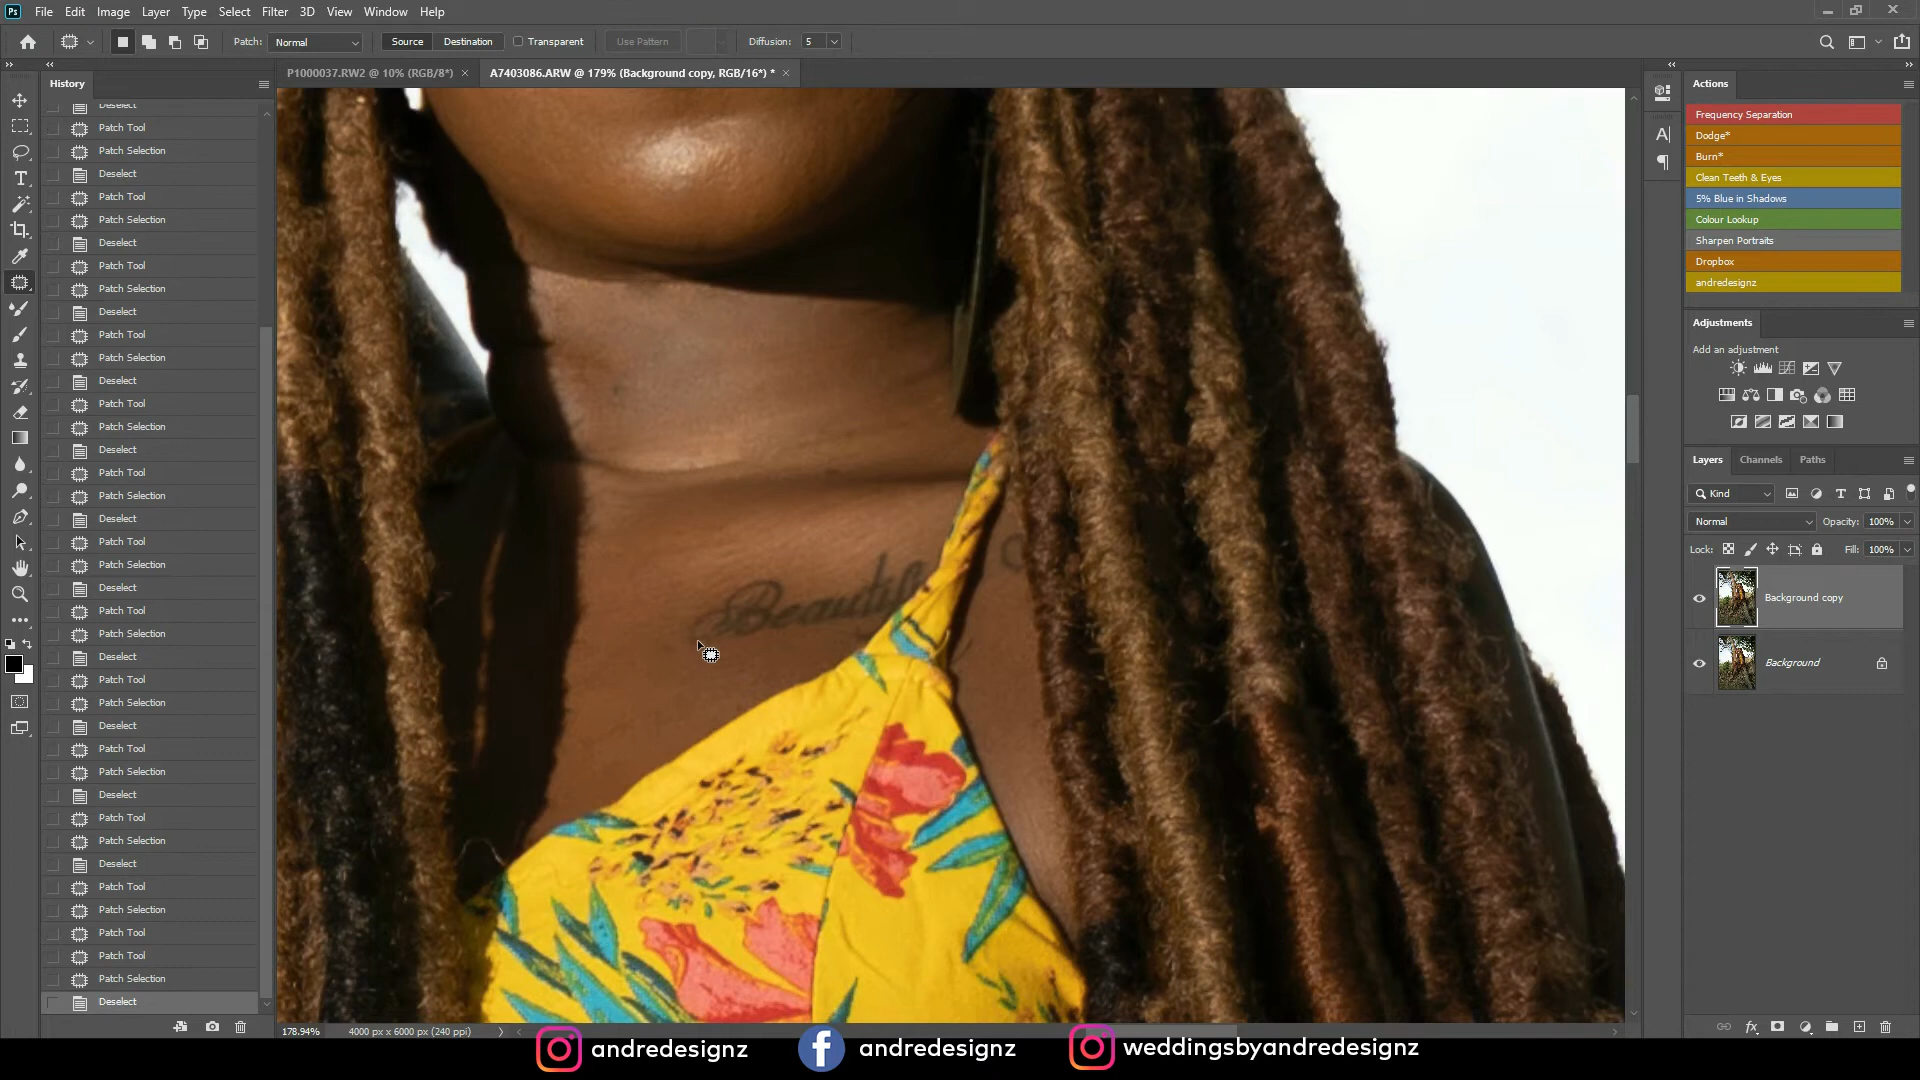 Ps File Edit Image Layer Type Select Filter 3D View Window Help
Patch: Normal Source Destination Transparent Use Pattern Diffusion: 5
History
P1000037.RW2 @ 10% (RGB/8*) ×
A7403086.ARW @ 179% (Background copy, RGB/16*) * ×
Deselect
Patch Tool
Patch Selection
Deselect
Patch Tool
Patch Selection
Deselect
Patch Tool
Patch Selection
Deselect
Patch Tool
Patch Selection
Deselect
Patch Tool
Patch Selection
Deselect
Patch Tool
Patch Selection
Deselect
Patch Tool
Patch Selection
Deselect
Patch Tool
Patch Selection
Deselect
Patch Tool
Patch Selection
Deselect
Patch Tool
Patch Selection
Deselect
Patch Tool
Patch Selection
Deselect
Patch Tool
Patch Selection
Deselect
Patch Tool
Patch Tool
Patch Selection
Deselect
Actions
Frequency Separation
Dodge*
Burn*
Clean Teeth & Eyes
5% Blue in Shadows
Colour Lookup
Sharpen Portraits
Dropbox
andredesignz
Adjustments
Add an adjustment
Layers Channels Paths
Kind
Normal Opacity: 100%
Lock: Fill: 100%
Background copy
Background
178.94% 4000 px x 6000 px (240 ppi)
andredesignz andredesignz weddingsbyandredesignz